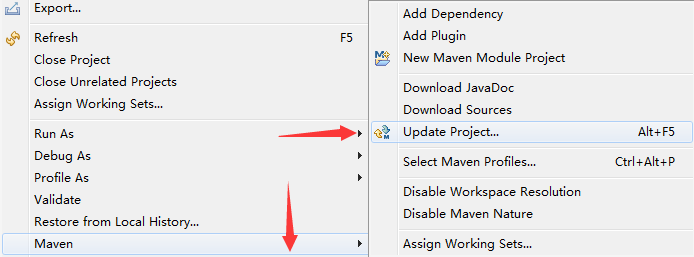 Export...
Refresh F5
Close Project
Close Unrelated Projects
Assign Working Sets...
Run As
Debug As
Profile As
Validate
Restore from Local History...
Maven
Add Dependency
Add Plugin
New Maven Module Project
Download JavaDoc
Download Sources
Update Project... Alt+F5
Select Maven Profiles... Ctrl+Alt+P
Disable Workspace Resolution
Disable Maven Nature
Assign Working Sets...